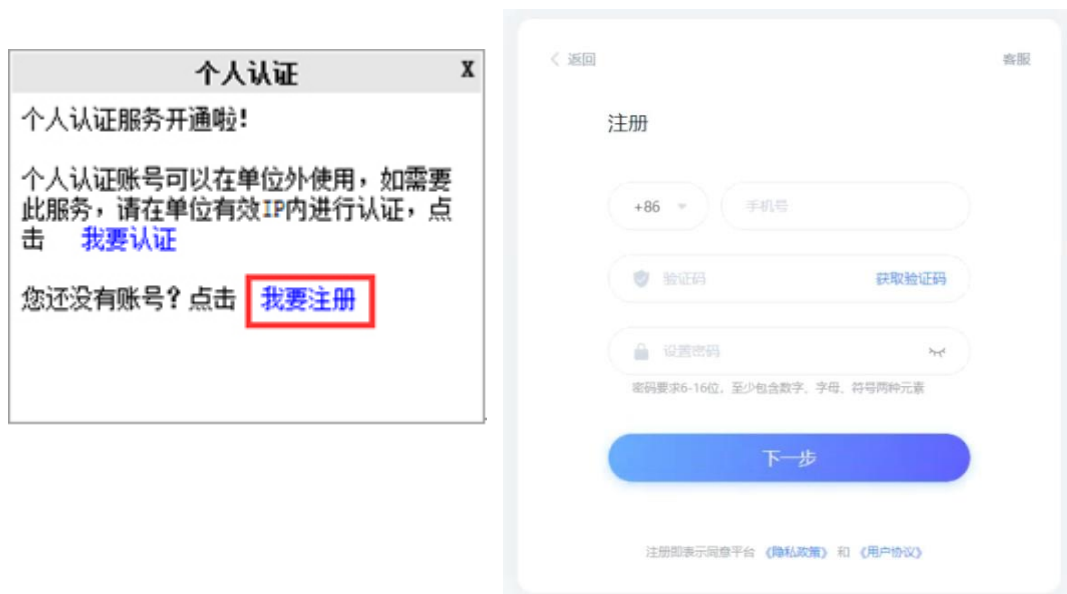 个人认证 X
个人认证服务开通啦!
个人认证账号可以在单位外使用，如需要
此服务，请在单位有效IP内进行认证，点
击 我要认证
您还没有账号？点击 我要注册
返回 客服
注册
+86 手机号
验证码 获取验证码
设置密码
密码要求6-16位，至少包含数字、字母、符号两种元素
下一步
注册即表示同意平台 《隐私政策》 和 《用户协议》